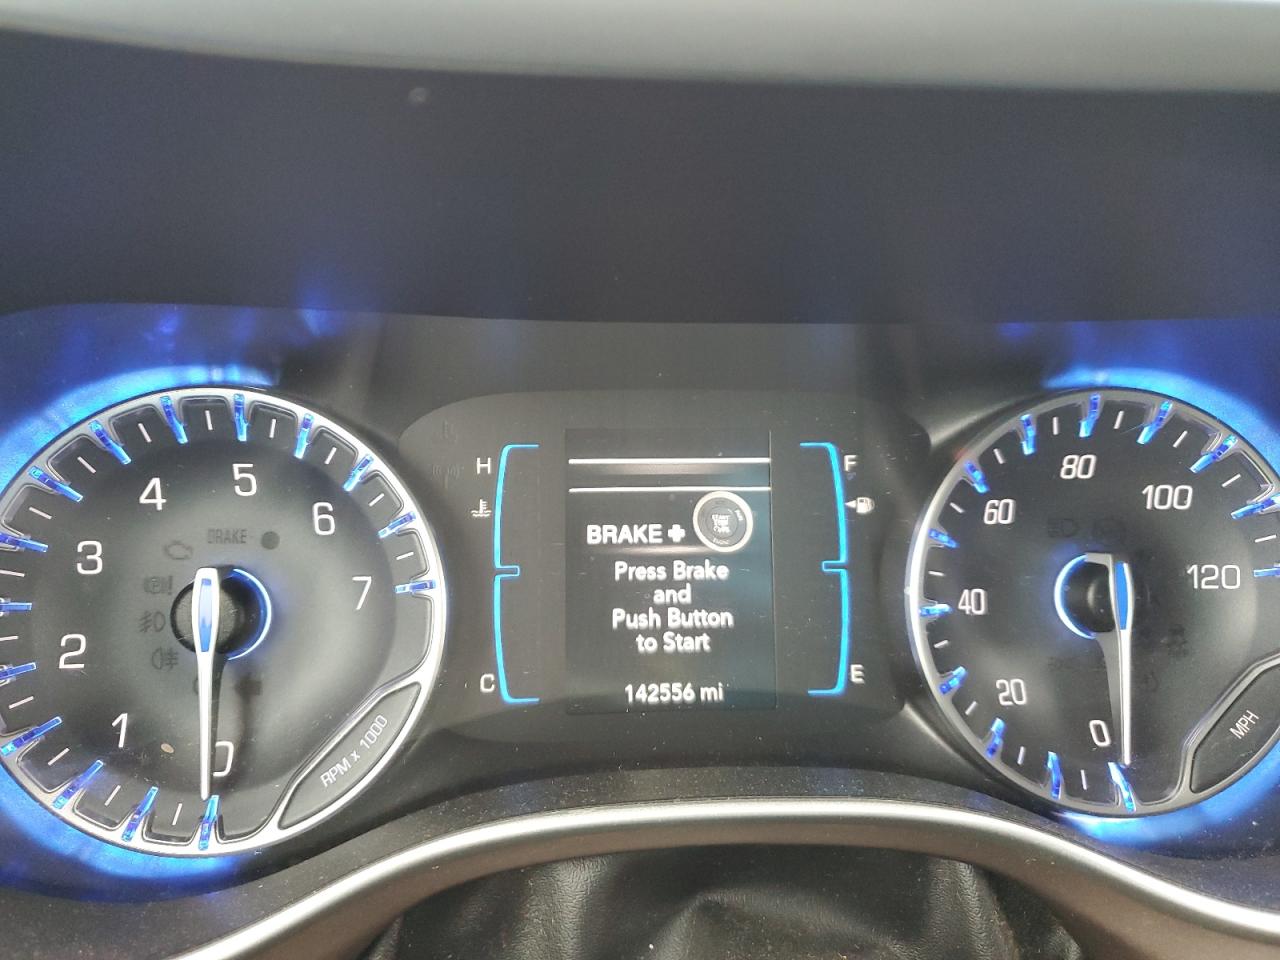 1
2
3
4
5
6
7
0
RPM x 1000
BRAKE
H
C
BRAKE +
START
Press Brake
and
Push Button
to Start
142556 mi
F
E
0
20
40
60
80
100
120
MPH